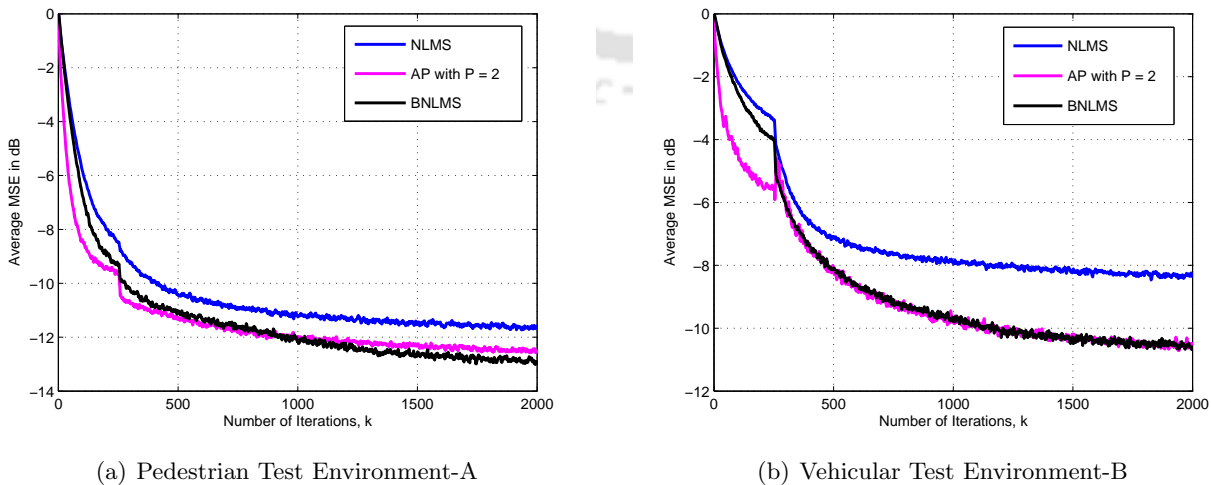 0
−2
−4
−6
−8
−10
−12
−14
Average MSE in dB
0 500 1000 1500 2000
Number of Iterations, k
NLMS
AP with P = 2
BNLMS
(a) Pedestrian Test Environment-A
0
−2
−4
−6
−8
−10
−12
Average MSE in dB
0 500 1000 1500 2000
Number of Iterations, k
NLMS
AP with P = 2
BNLMS
(b) Vehicular Test Environment-B